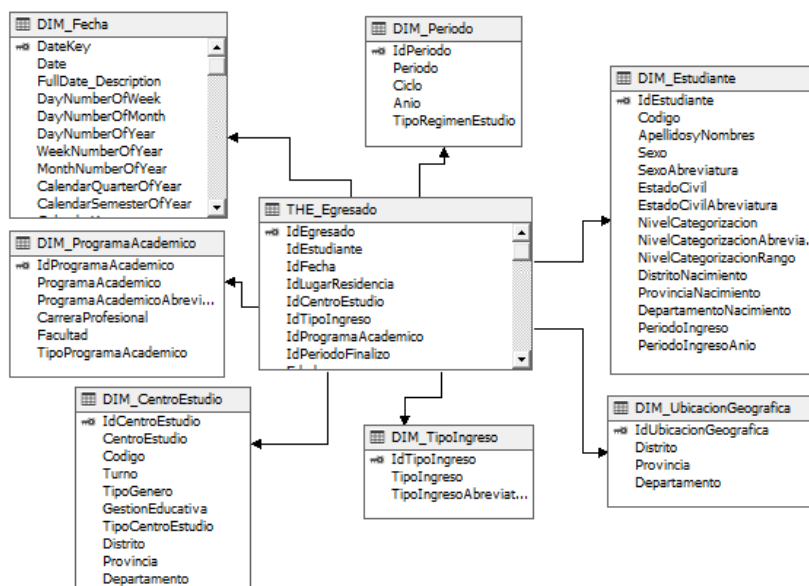 DIM_Fecha
DateKey
Date
FullDate_Description
DayNumberOfWeek
DayNumberOfMonth
DayNumberOfYear
WeekNumberOfYear
MonthNumberOfYear
CalendarQuarterOfYear
CalendarSemesterOfYear
DIM_Periodo
IdPeriodo
Periodo
Ciclo
Anio
TipoRegimenEstudio
DIM_Estudiante
IdEstudiante
Codigo
ApellidosyNombres
Sexo
SexoAbreviatura
EstadoCivil
EstadoCivilAbreviatura
NivelCategorizacion
NivelCategorizacionAbrevia...
NivelCategorizacionRango
DistritoNacimiento
ProvinciaNacimiento
DepartamentoNacimiento
PeriodoIngreso
PeriodoIngresoAnio
THE_Egresado
IdEgresado
IdEstudiante
IdFecha
IdLugarResidencia
IdCentroEstudio
IdTipoIngreso
IdProgramaAcademico
IdPeriodoFinalizo
DIM_ProgramaAcademico
IdProgramaAcademico
ProgramaAcademico
ProgramaAcademicoAbrevi...
CarreraProfesional
Facultad
TipoProgramaAcademico
DIM_CentroEstudio
IdCentroEstudio
CentroEstudio
Codigo
Turno
TipoGenero
GestionEducativa
TipoCentroEstudio
Distrito
Provincia
Departamento
DIM_TipoIngreso
IdTipoIngreso
TipoIngreso
TipoIngresoAbreviat...
DIM_UbicacionGeografica
IdUbicacionGeografica
Distrito
Provincia
Departamento